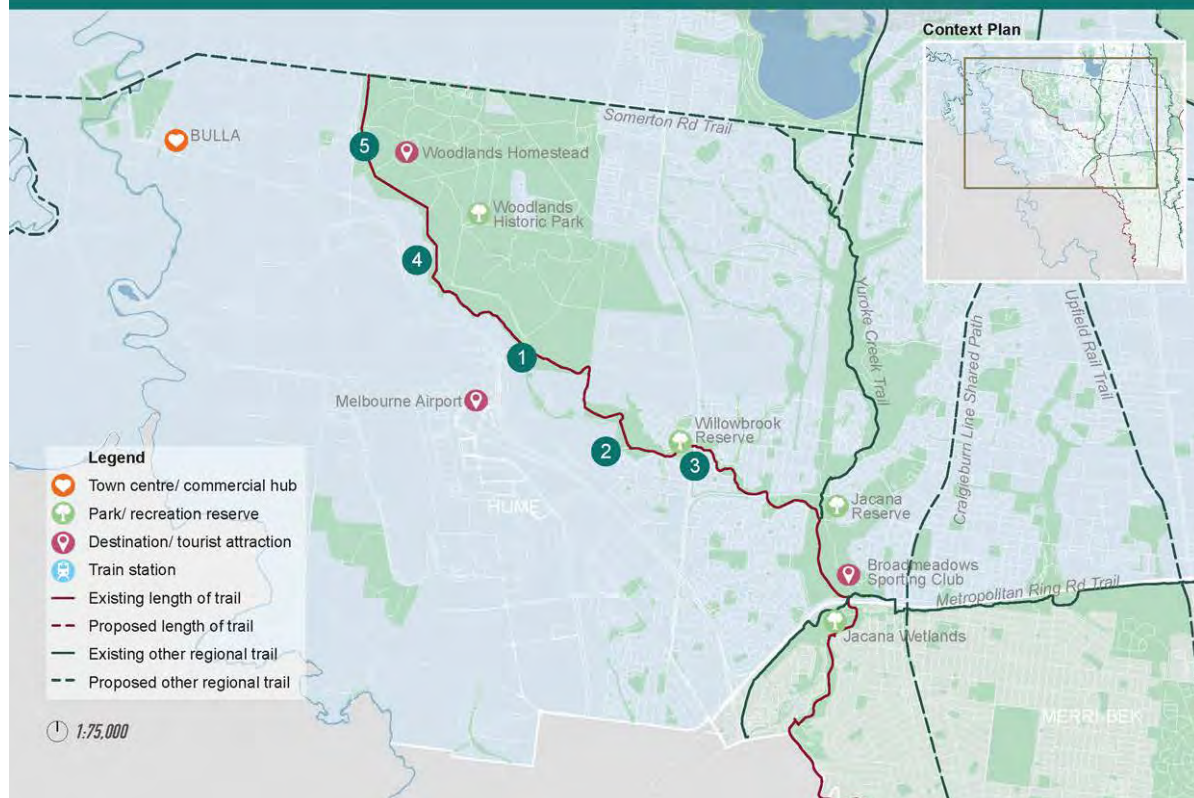 Context Plan
BULLA
Somerton Rd Trail
5
Woodlands Homestead
Woodlands
Historic Park
4
Yuroke Creek Trail
Craigieburn Line Shared Path
Upfield Rail Trail
1
Melbourne Airport
Willowbrook
Reserve
2
3
Legend
Town centre/ commercial hub
Park/ recreation reserve
Destination/ tourist attraction
Train station
Existing length of trail
Proposed length of trail
Existing other regional trail
Proposed other regional trail
HUME
Jacana
Reserve
Broadmeadows
Sporting Club
Metropolitan Ring Rd Trail
Jacana Wetlands
MERRI-BEK
1:75,000